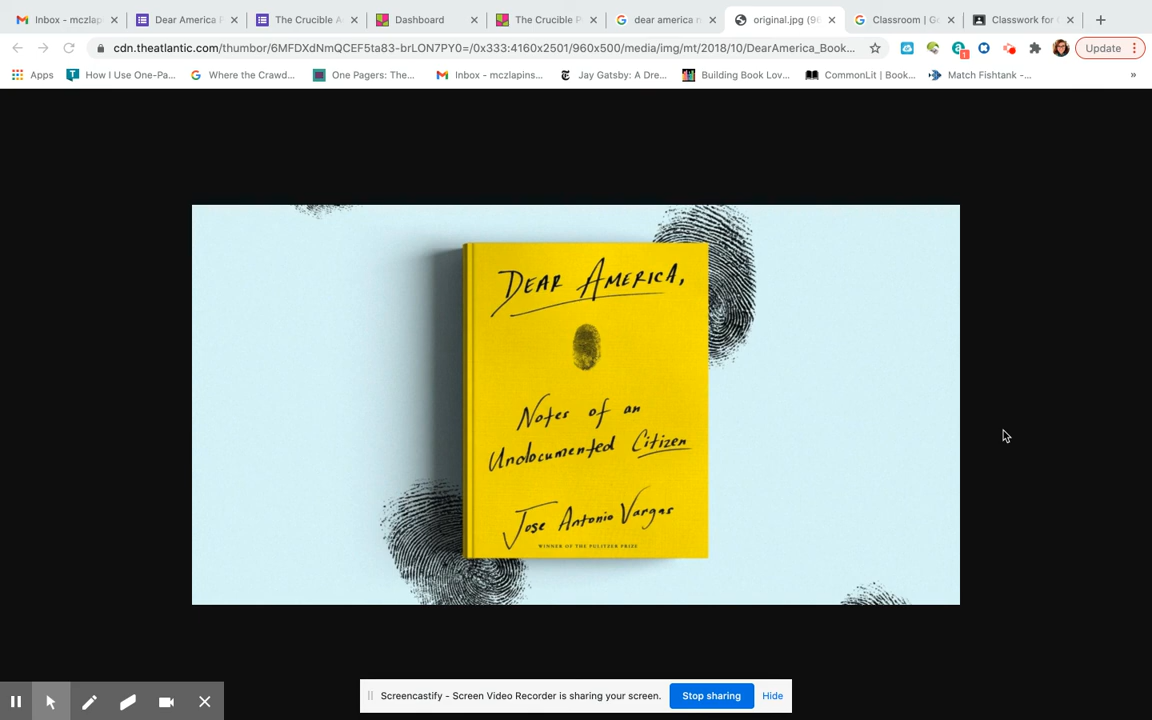 Inbox - mczlap
Dear America P
The Crucible A
Dashboard
The Crucible P
dear america n
original.jpg (96
Classroom | Go
Classwork for
cdn.theatlantic.com/thumbor/6MFDXdNmQCEF5ta83-brLON7PY0=/0x333:4160x2501/960x500/media/img/mt/2018/10/DearAmerica_Book...
1
Update
Apps
How I Use One-Pa...
Where the Crawd...
One Pagers: The...
Inbox - mczlapins...
Jay Gatsby: A Dre...
Building Book Lov...
CommonLit | Book...
Match Fishtank -...
»
DEAR AMERICA,
Notes of an
Undocumented Citizen
Jose Antonio Vargas
WINNER OF THE PULITZER PRIZE
Screencastify - Screen Video Recorder is sharing your screen.
Stop sharing
Hide